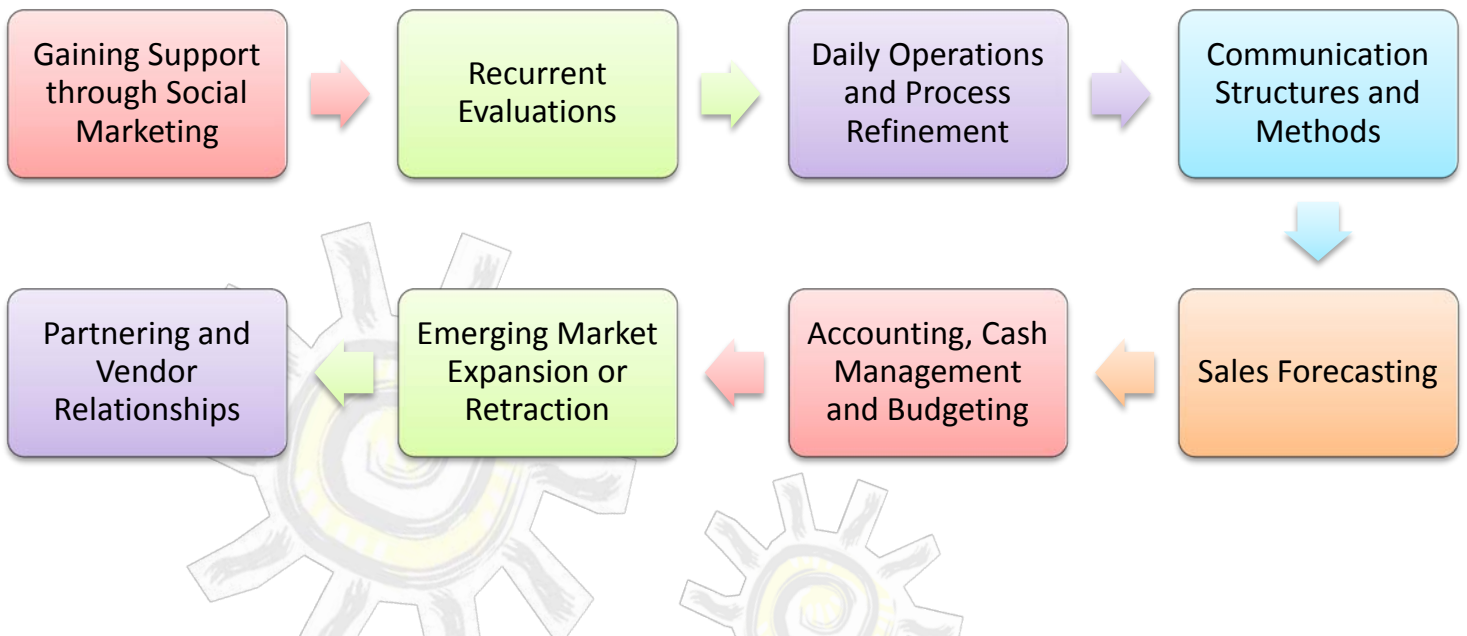 Gaining Support
through Social
Marketing
Recurrent
Evaluations
Daily Operations
and Process
Refinement
Communication
Structures and
Methods
Sales Forecasting
Accounting, Cash
Management
and Budgeting
Emerging Market
Expansion or
Retraction
Partnering and
Vendor
Relationships